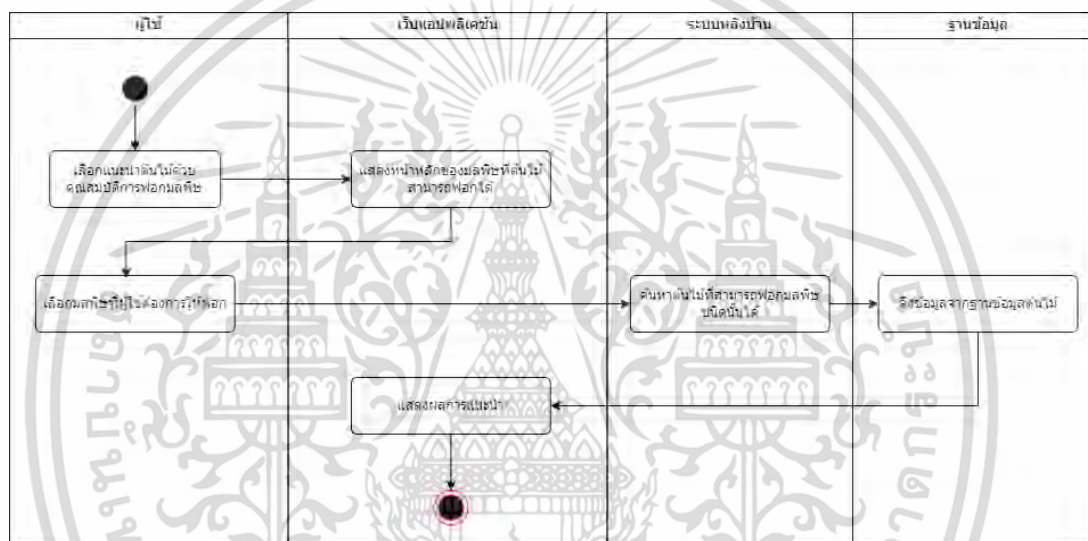 ผู้ใช้
เว็บแอปพลิเคชัน
ระบบหลังบ้าน
ฐานข้อมูล
เลือกแนะนำต้นไม้ด้วย
คุณสมบัติการฟอกมลพิษ
แสดงหน้าหลักของมลพิษที่ต้นไม้
สามารถฟอกได้
เลือกมลพิษที่ผู้ใช้ต้องการให้ฟอก
ค้นหาต้นไม้ที่สามารถฟอกมลพิษ
ชนิดนั้นได้
ดึงข้อมูลจากฐานข้อมูลต้นไม้
แสดงผลการแนะนำ